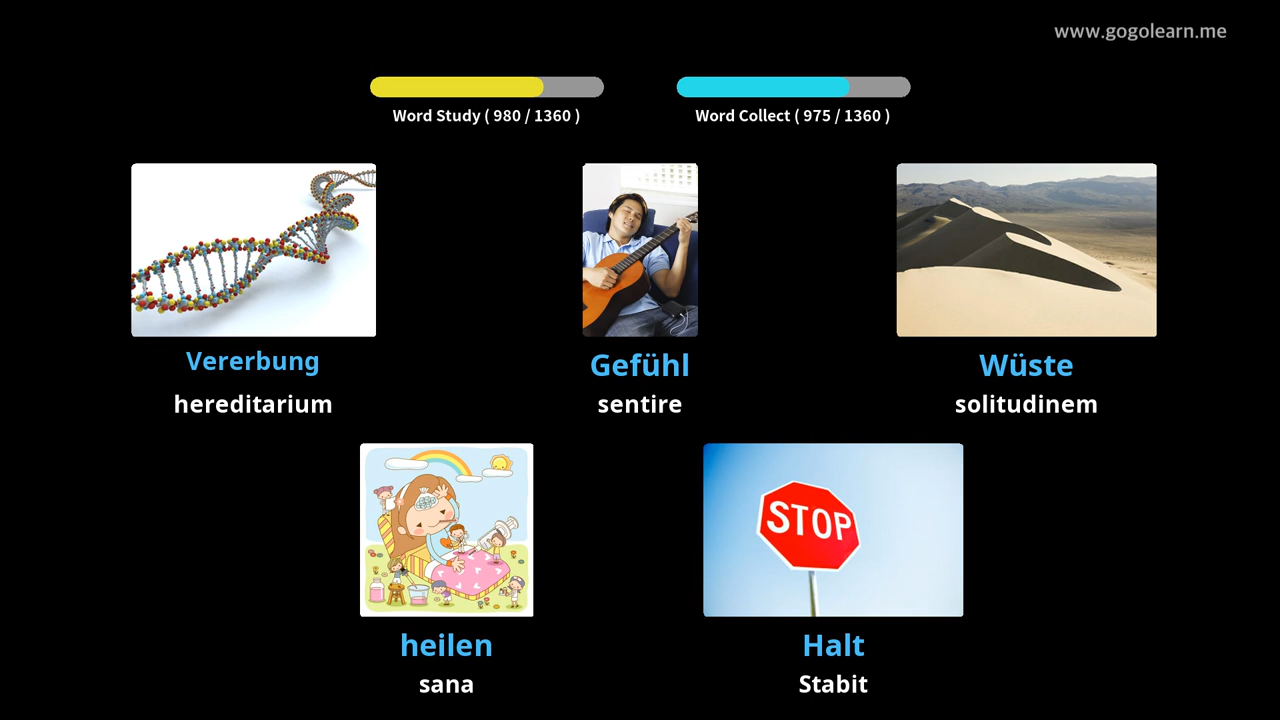 www.gogolearn.me
Word Study ( 980 / 1360 )
Word Collect ( 975 / 1360 )
Vererbung
hereditarium
Gefühl
sentire
Wüste
solitudinem
STOP
heilen
sana
Halt
Stabit